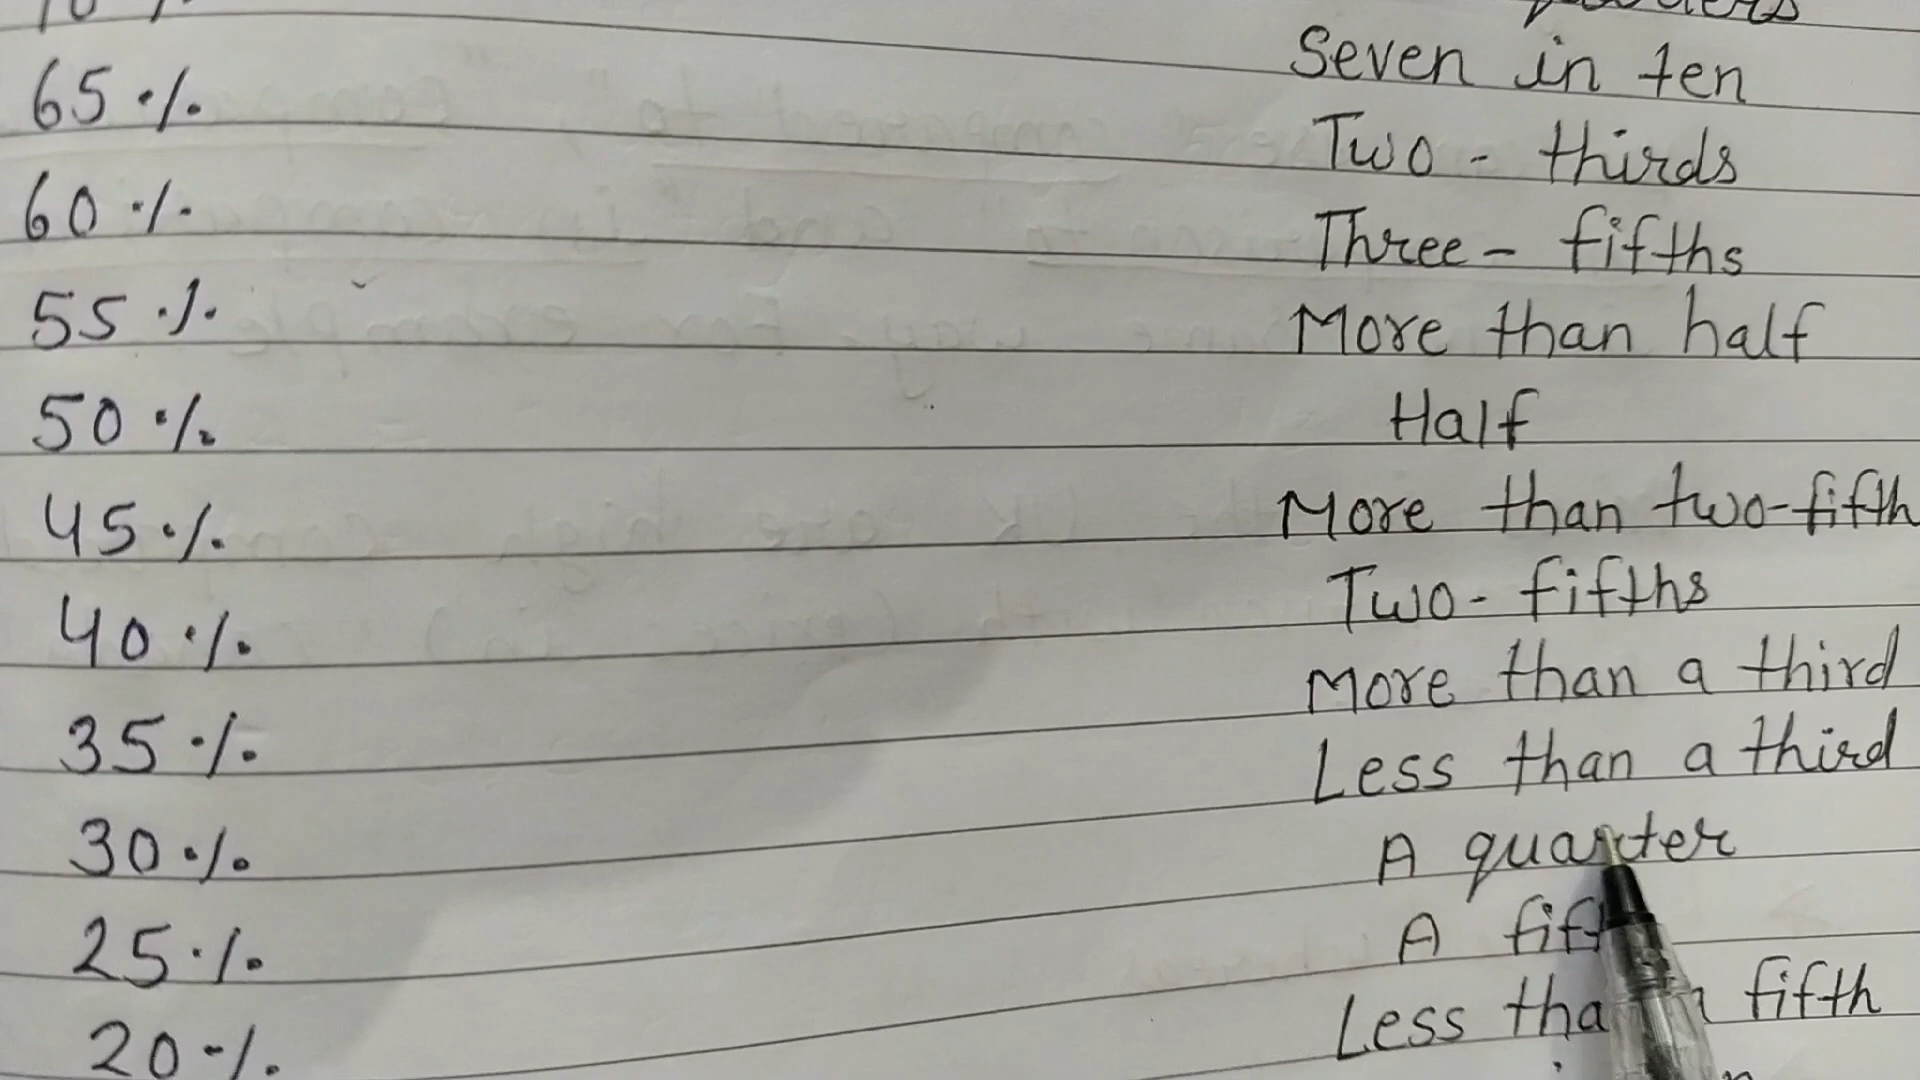 Seven in ten
65 % Two - thirds
60 % Three - fifths
55 % More than half
50 % Half
45 % More than two-fifth
40 % Two - fifths
35 % More than a third
30 % Less than a third
25 % A quarter
20 % A
Less fifth